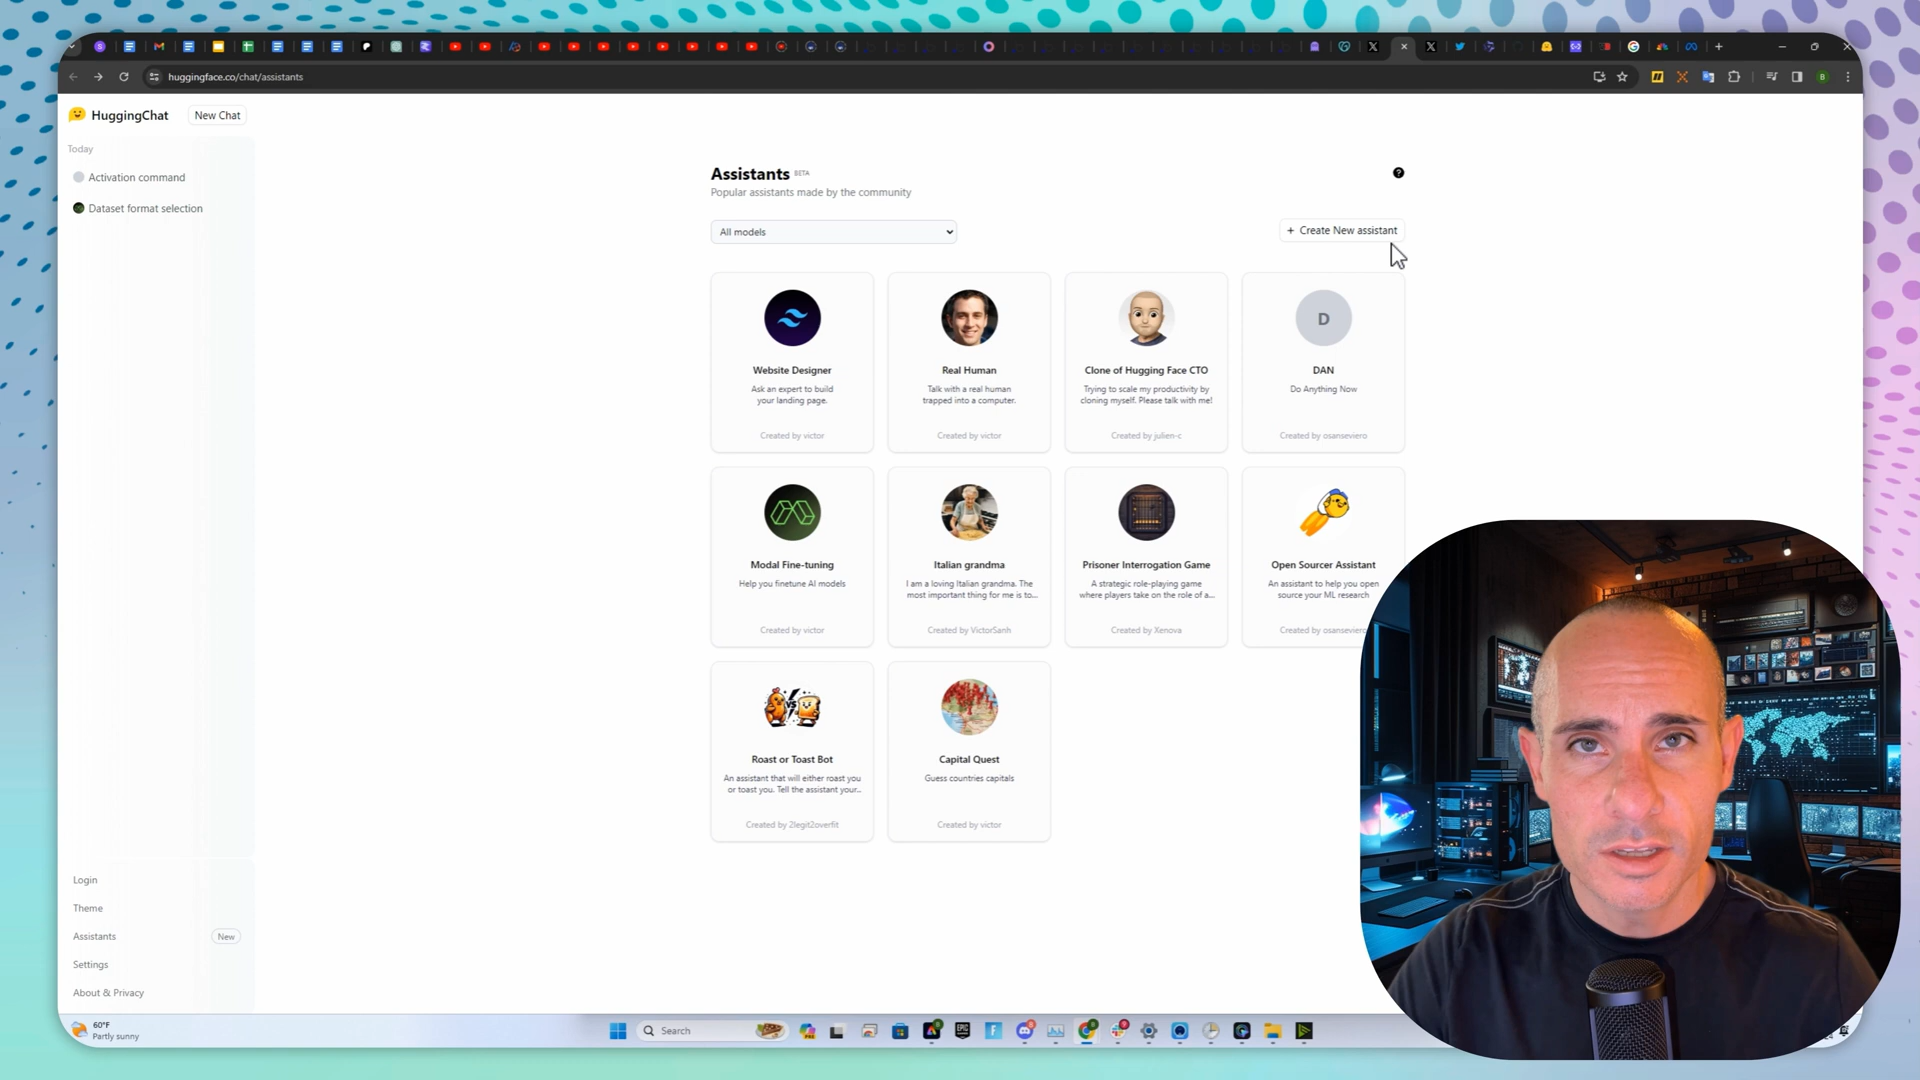 huggingface.co/chat/assistants
HuggingChat
New Chat
Today
Activation command
Dataset format selection
Assistants BETA
Popular assistants made by the community
All models
+ Create New assistant
Website Designer
Ask an expert to build
your landing page.
Created by victor
Real Human
Talk with a real human
trapped into a computer.
Created by victor
Clone of Hugging Face CTO
Trying to scale my productivity by
cloning myself. Please talk with me!
Created by julien-c
D
DAN
Do Anything Now
Created by osanseviero
Modal Fine-tuning
Help you finetune AI models
Created by victor
Italian grandma
I am a loving Italian grandma. The
most important thing for me is to...
Created by VictorSanh
Prisoner Interrogation Game
A strategic role-playing game
where players take on the role of a...
Created by Xenova
Open Sourcer Assistant
An assistant to help you open
source your ML research
Created by osanseviero
VS
Roast or Toast Bot
An assistant that will either roast you
or toast you. Tell the assistant your...
Created by 2legit2overfit
Capital Quest
Guess countries capitals
Created by victor
Login
Theme
Assistants
New
Settings
About & Privacy
60°F
Partly sunny
Search